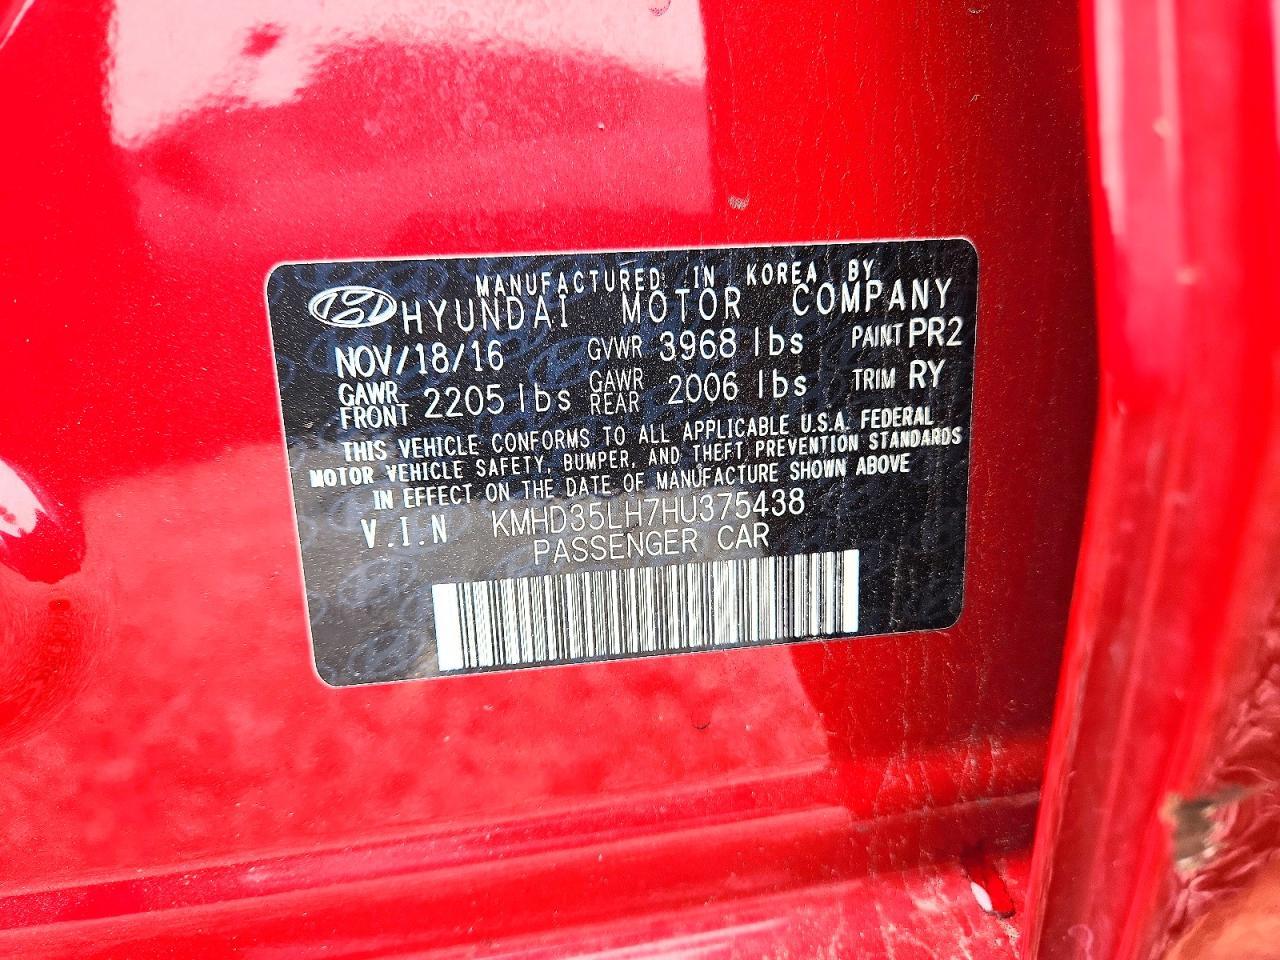 MANUFACTURED IN KOREA BY
HYUNDAI MOTOR COMPANY
NOV/18/16 GVWR 3968 lbs PAINT PR2
GAWR FRONT 2205 lbs GAWR REAR 2006 lbs TRIM RY
THIS VEHICLE CONFORMS TO ALL APPLICABLE U.S.A. FEDERAL
MOTOR VEHICLE SAFETY, BUMPER, AND THEFT PREVENTION STANDARDS
IN EFFECT ON THE DATE OF MANUFACTURE SHOWN ABOVE
V.I.N KMHD35LH7HU375438
PASSENGER CAR